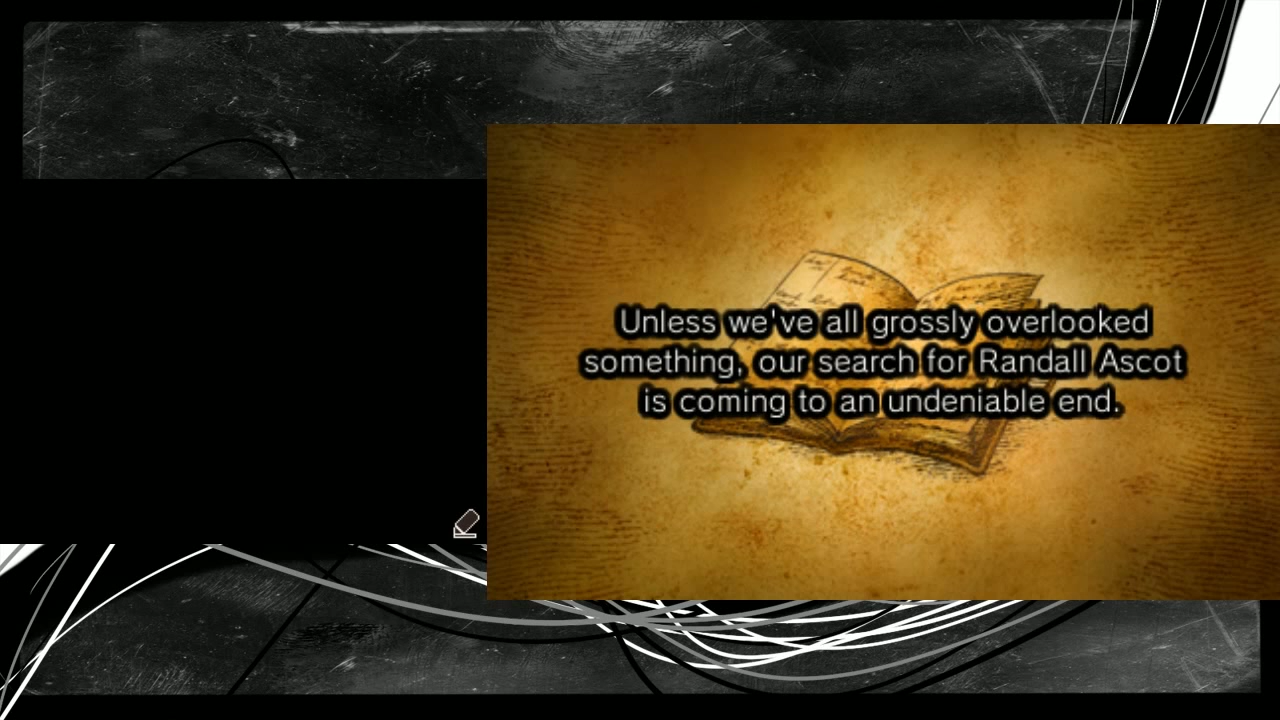 Unless we've all grossly overlooked
something, our search for Randall Ascot
is coming to an undeniable end.